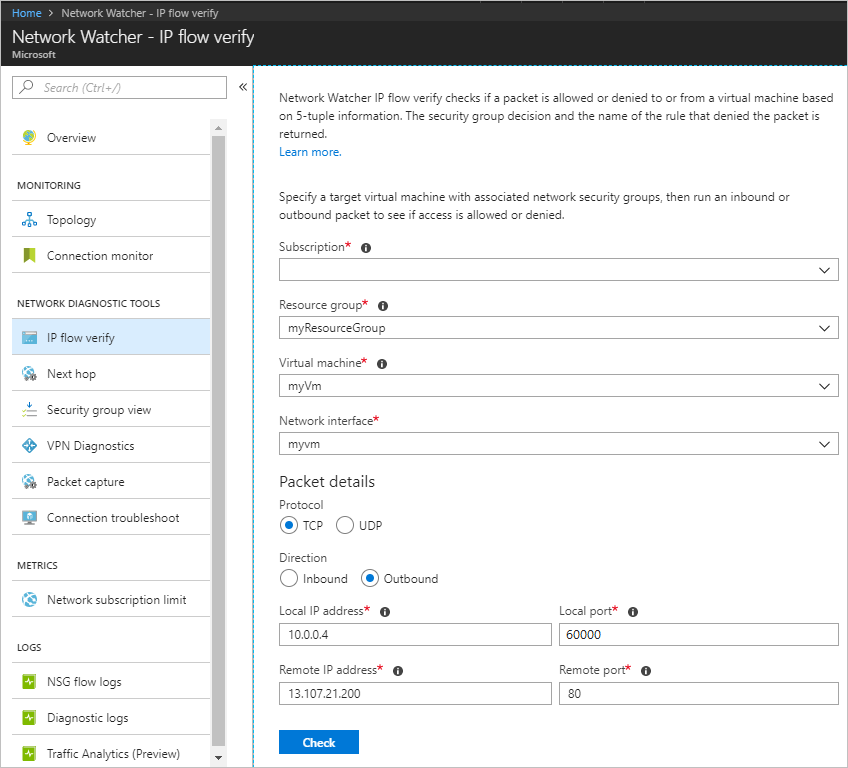 Home > Network Watcher - IP flow verify
Network Watcher - IP flow verify
Microsoft
Search (Ctrl+/)
«
Overview
MONITORING
Topology
Connection monitor
NETWORK DIAGNOSTIC TOOLS
IP flow verify
Next hop
Security group view
VPN Diagnostics
Packet capture
Connection troubleshoot
METRICS
Network subscription limit
LOGS
NSG flow logs
Diagnostic logs
Traffic Analytics (Preview)
Network Watcher IP flow verify checks if a packet is allowed or denied to or from a virtual machine based
on 5-tuple information. The security group decision and the name of the rule that denied the packet is
returned.
Learn more.
Specify a target virtual machine with associated network security groups, then run an inbound or
outbound packet to see if access is allowed or denied.
Subscription*
Resource group*
myResourceGroup
Virtual machine*
myVm
Network interface*
myvm
Packet details
Protocol
TCP UDP
Direction
Inbound Outbound
Local IP address* Local port*
10.0.0.4 60000
Remote IP address* Remote port*
13.107.21.200 80
Check